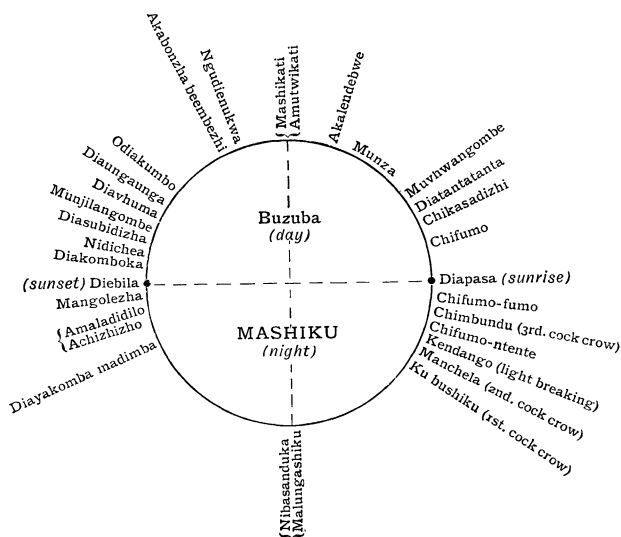 Akabonzha beembezhi
Ngudienukwa
Mashikati
Amutwikati
Akalendebwe
Munza
Muvhwangombe
Diatantatanta
Chikasadizhi
Chifumo
Odiakumbo
Diaungaunga
Diavhuma
Munjilangombe
Diasubidizha
Nidichea
Diakomboka
(sunset) Diebila
Mangolezha
Amaladidilo
Achizhizho
Diayakomba madimba
Buzuba
(day)
MASHIKU
(night)
Diapasa (sunrise)
Chifumo-fumo
Chimbundu (3rd. cock crow)
Chifumo-ntente
Kendango (light breaking)
Manchela (2nd. cock crow)
Ku bushiku (1st. cock crow)
Nibasanduka
Malungashiku